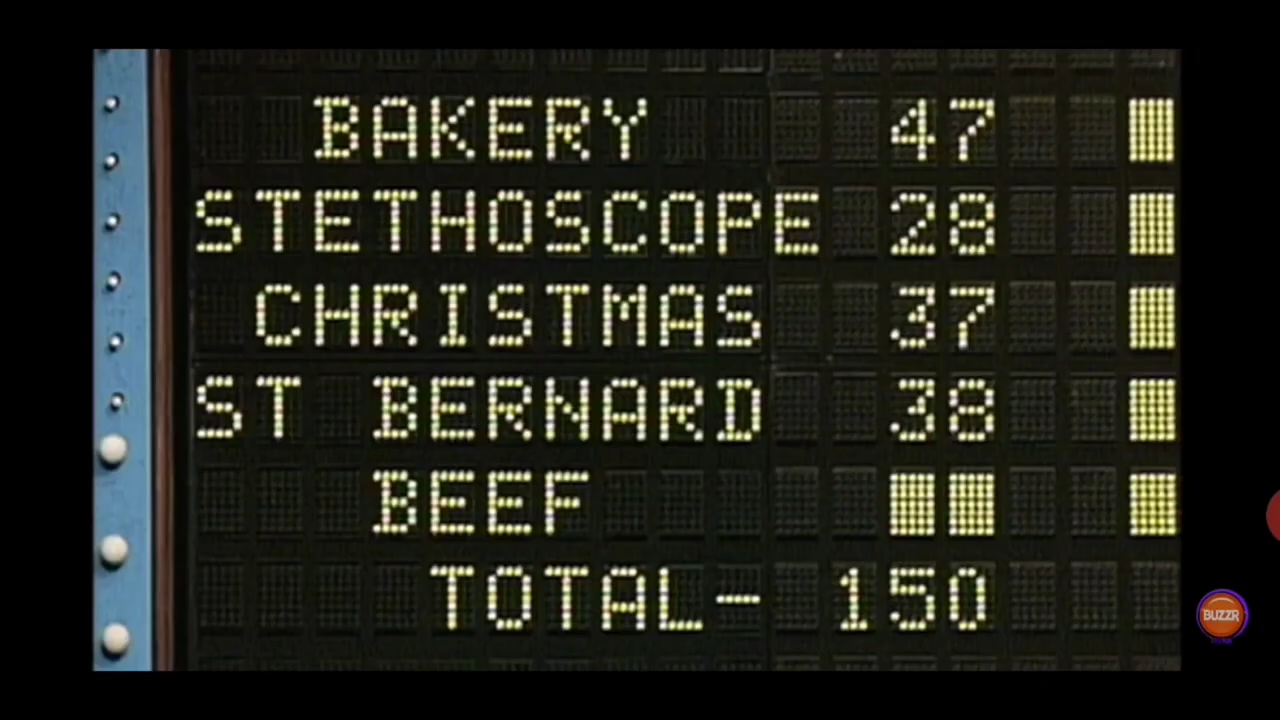 BAKERY 47
STETHOSCOPE 28
CHRISTMAS 37
ST BERNARD 38
BEEF
TOTAL- 150
BUZZR